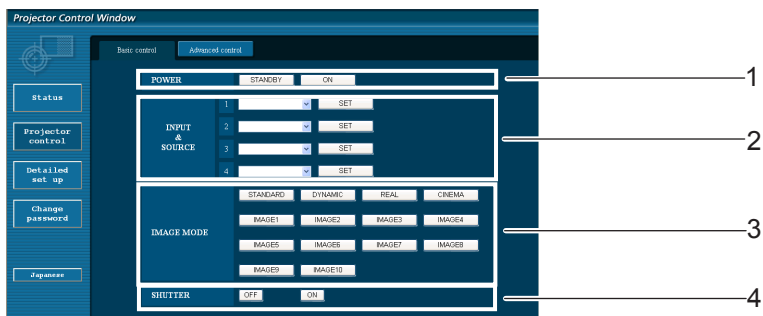 Projector Control Window
Basic control Advanced control
POWER STANDBY ON 1
Status
1 SET
Projector control
INPUT & SOURCE
2 SET 2
3 SET
4 SET
Detailed set up
STANDARD DYNAMIC REAL CINEMA
Change password
IMAGE MODE
IMAGE1 IMAGE2 IMAGE3 IMAGE4 3
IMAGE5 IMAGE6 IMAGE7 IMAGE8
IMAGE9 IMAGE10
Japanese
SHUTTER OFF ON 4